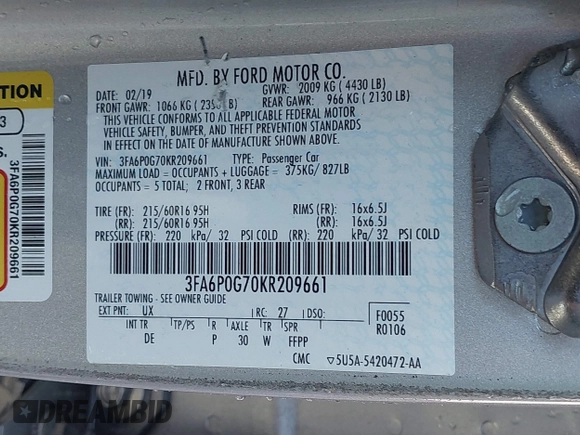 MFD. BY FORD MOTOR CO.
02/19 GVWR: 2009 KG ( 4430 LB)
FRONT GAWR: 1066 KG ( LB) REAR GAWR: 966 KG ( 2130 LB)
THIS VEHICLE CONFORMS TO ALL APPLICABLE FEDERAL MOTOR
VEHICLE SAFETY, BUMPER, AND THEFT PREVENTION STANDARDS
IN EFFECT ON THE DATE OF MANUFACTURE SHOWN ABOVE.
VIN: 3FA6P0G70KR209661 TYPE: Passenger Car
MAXIMUM LOAD = OCCUPANTS + LUGGAGE = 375KG/ 827LB
OCCUPANTS = 5 TOTAL; 2 FRONT, 3 REAR
TIRE (FR): 215/60R16 95H RIMS (FR): 16x6.5J
(RR): 215/60R16 95H (RR): 16x6.5J
PRESSURE (FR): 220 kPa/ 32 PSI COLD (RR): 220 kPa/ 32 PSI COLD
3FA6P0G70KR209661
TRAILER TOWING - SEE OWNER GUIDE
EXT PNT: UX RC: 27 DSO: F0055
R0106
INT TR TP/PS R AXLE TR SPR
DE P 30 W FFPP
CMC ▽5U5A-5420472-AA
NTION
3
S.
3FA6P0G70KR209661
DREAMBID